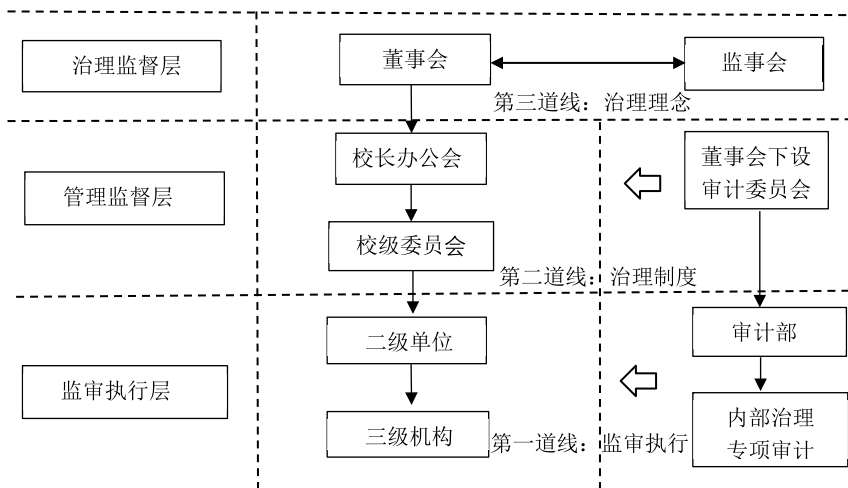 治理监督层
董事会
监事会
第三道线：治理理念
管理监督层
校长办公会
董事会下设
审计委员会
校级委员会
第二道线：治理制度
监审执行层
二级单位
审计部
三级机构
第一道线：监审执行
内部治理
专项审计